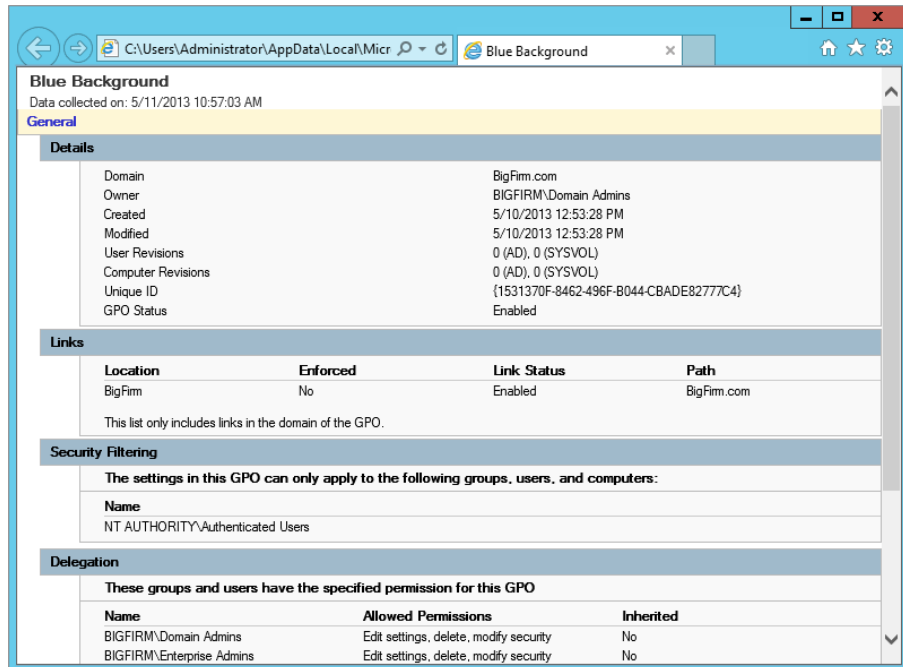 C:\Users\Administrator\AppData\Local\Micr
Blue Background
Blue Background
Data collected on: 5/11/2013 10:57:03 AM
General
Details
Domain BigFirm.com
Owner BIGFIRM\Domain Admins
Created 5/10/2013 12:53:28 PM
Modified 5/10/2013 12:53:28 PM
User Revisions 0 (AD), 0 (SYSVOL)
Computer Revisions 0 (AD), 0 (SYSVOL)
Unique ID {1531370F-8462-496F-B044-CBADE82777C4}
GPO Status Enabled
Links
Location Enforced Link Status Path
BigFirm No Enabled BigFirm.com
This list only includes links in the domain of the GPO.
Security Filtering
The settings in this GPO can only apply to the following groups, users, and computers:
Name
NT AUTHORITY\Authenticated Users
Delegation
These groups and users have the specified permission for this GPO
Name Allowed Permissions Inherited
BIGFIRM\Domain Admins Edit settings, delete, modify security No
BIGFIRM\Enterprise Admins Edit settings, delete, modify security No